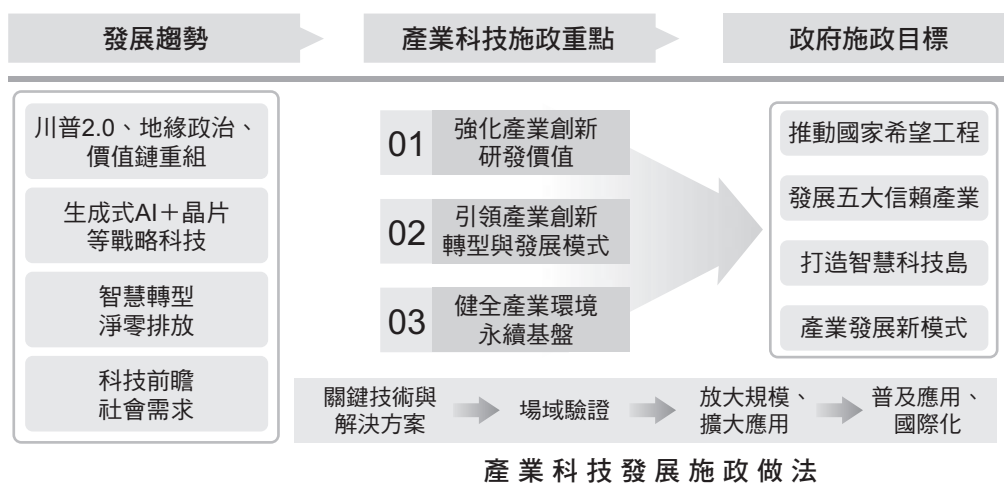 發展趨勢
產業科技施政重點
政府施政目標
川普2.0、地緣政治、
價值鏈重組
生成式AI＋晶片
等戰略科技
智慧轉型
淨零排放
科技前瞻
社會需求
01
強化產業創新
研發價值
02
引領產業創新
轉型與發展模式
03
健全產業環境
永續基盤
推動國家希望工程
發展五大信賴產業
打造智慧科技島
產業發展新模式
關鍵技術與
解決方案
場域驗證
放大規模、
擴大應用
普及應用、
國際化
產業科技發展施政做法